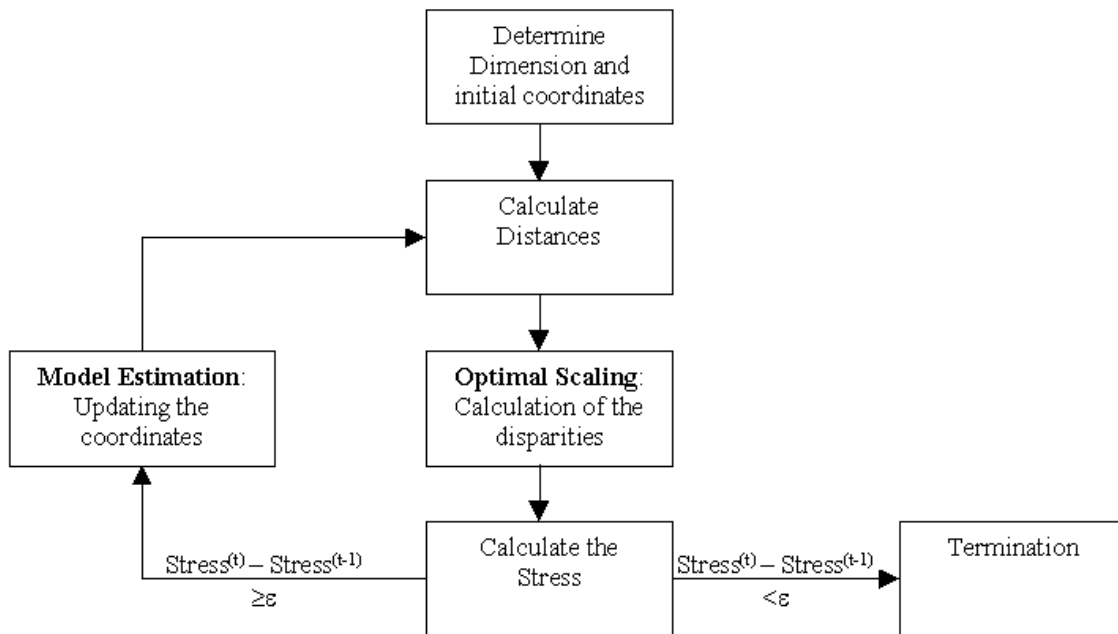 Determine
Dimension and
initial coordinates
Calculate
Distances
Model Estimation:
Updating the
coordinates
Optimal Scaling:
Calculation of the
disparities
Stress(t) – Stress(t-1)
≥ε
Calculate the
Stress
Stress(t) – Stress(t-1)
<ε
Termination